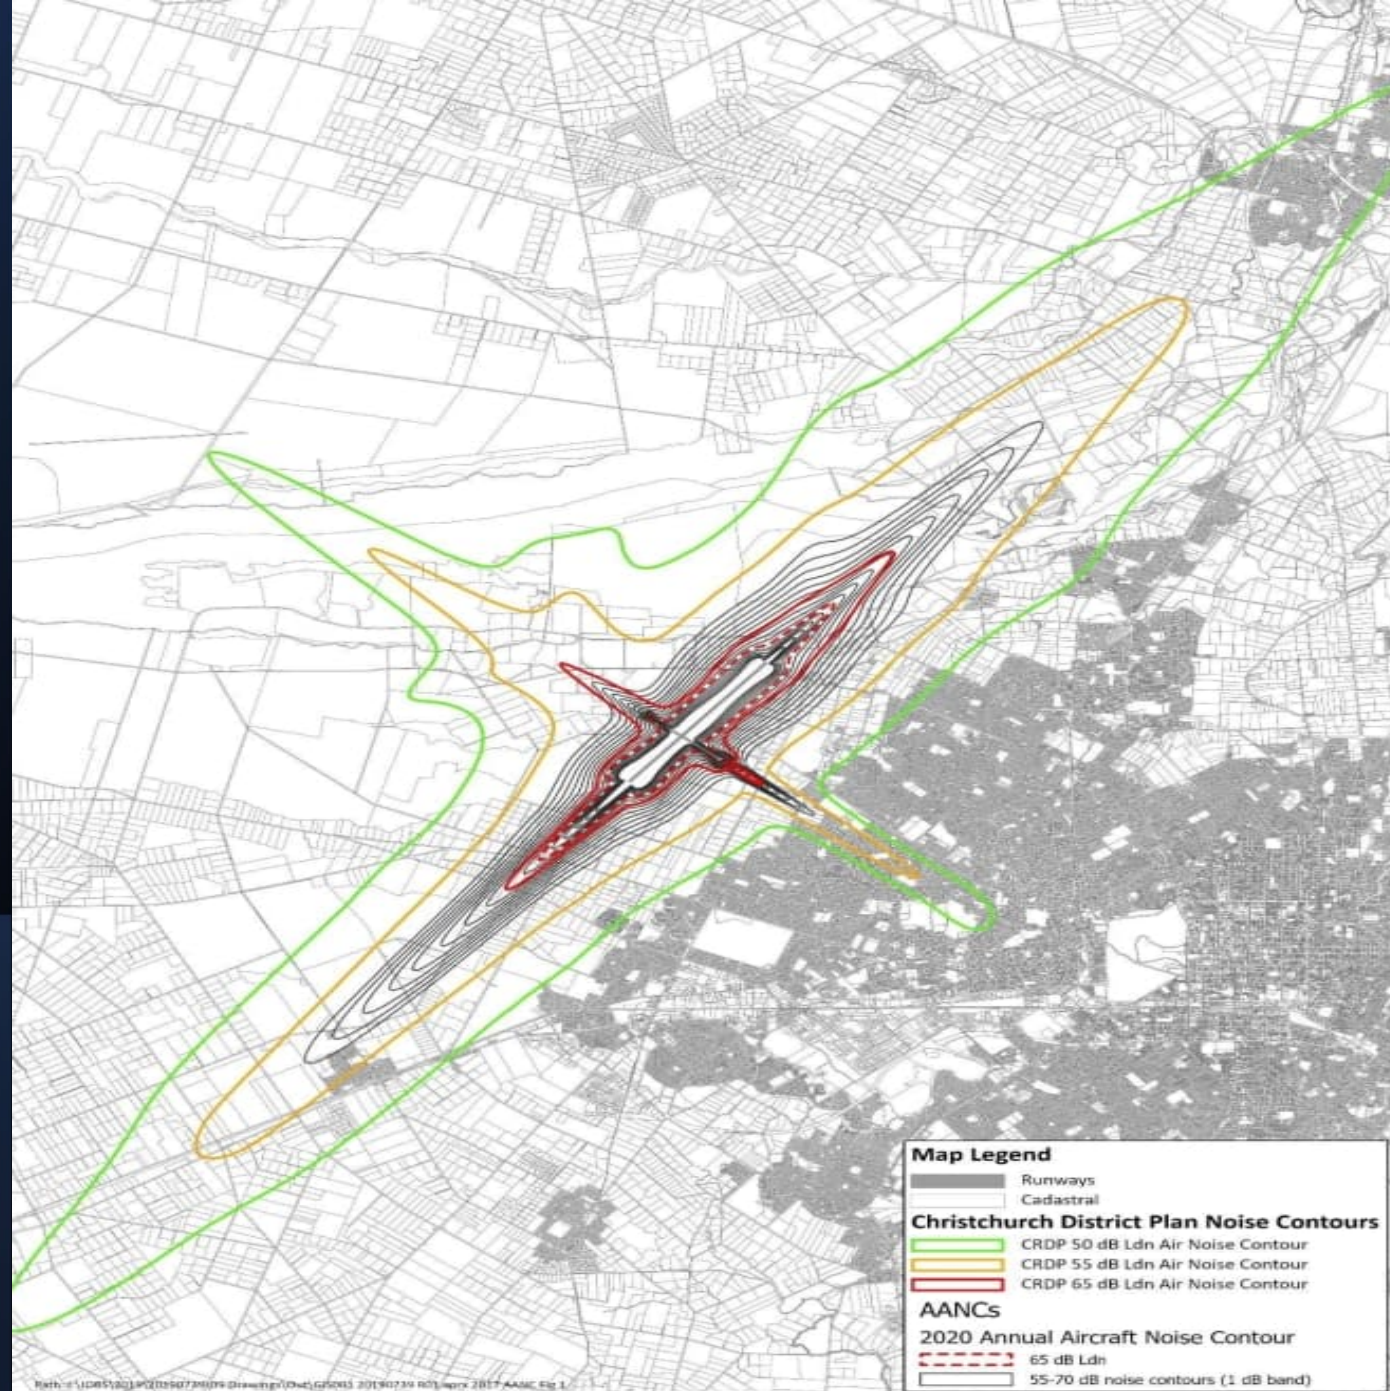 Map Legend
Runways
Cadastral
Christchurch District Plan Noise Contours
CRDP 50 dB Ldn Air Noise Contour
CRDP 55 dB Ldn Air Noise Contour
CRDP 65 dB Ldn Air Noise Contour
AANCs
2020 Annual Aircraft Noise Contour
65 dB Ldn
55-70 dB noise contours (1 dB band)